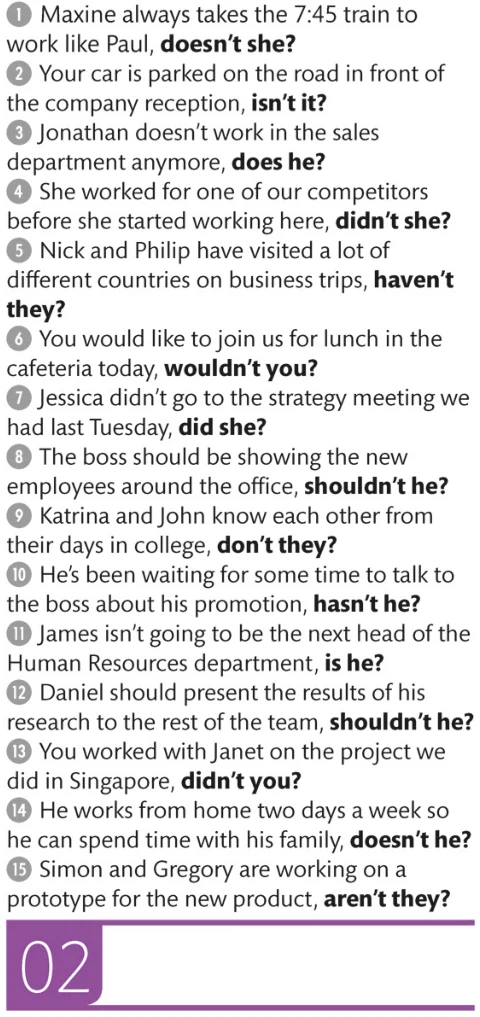 1 Maxine always takes the 7:45 train to
work like Paul, doesn't she?
2 Your car is parked on the road in front of
the company reception, isn't it?
3 Jonathan doesn't work in the sales
department anymore, does he?
4 She worked for one of our competitors
before she started working here, didn't she?
5 Nick and Philip have visited a lot of
different countries on business trips, haven't
they?
6 You would like to join us for lunch in the
cafeteria today, wouldn't you?
7 Jessica didn't go to the strategy meeting we
had last Tuesday, did she?
8 The boss should be showing the new
employees around the office, shouldn't he?
9 Katrina and John know each other from
their days in college, don't they?
10 He's been waiting for some time to talk to
the boss about his promotion, hasn't he?
11 James isn't going to be the next head of the
Human Resources department, is he?
12 Daniel should present the results of his
research to the rest of the team, shouldn't he?
13 You worked with Janet on the project we
did in Singapore, didn't you?
14 He works from home two days a week so
he can spend time with his family, doesn't he?
15 Simon and Gregory are working on a
prototype for the new product, aren't they?
02